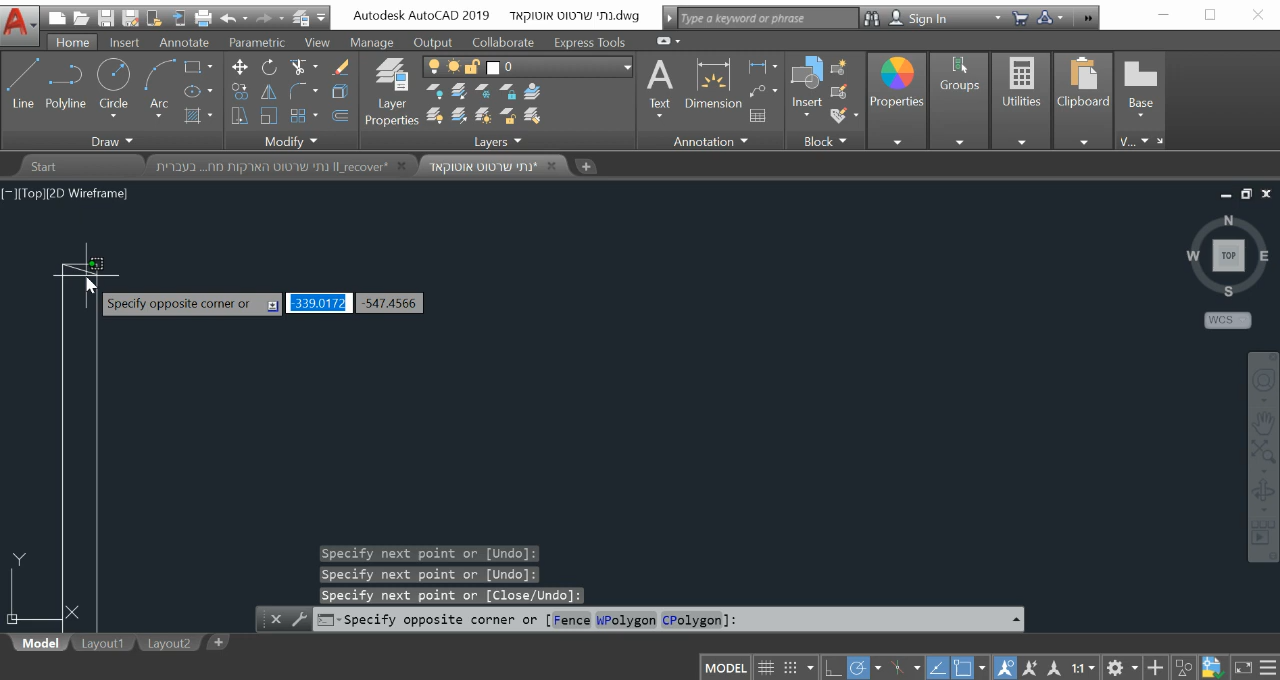 Autodesk AutoCAD 2019 נתי שרטוט אוטוקאד.dwg
Type a keyword or phrase
Sign In
Home Insert Annotate Parametric View Manage Output Collaborate Express Tools
0
Line Polyline Circle Arc
Layer Properties
Text Dimension
Insert
Properties Groups Utilities Clipboard Base
Draw Modify Layers Annotation Block V...
Start
נתי שרטוט הארקות מח... בעברית II_recover*
נתי שרטוט אוטוקאד*
[−][Top][2D Wireframe]
N
W TOP E
S
WCS
Specify opposite corner or -339.0172 -547.4566
Y
X
Specify next point or [Undo]:
Specify next point or [Undo]:
Specify next point or [Close/Undo]:
Specify opposite corner or [Fence WPolygon CPolygon]:
Model Layout1 Layout2
MODEL 1:1